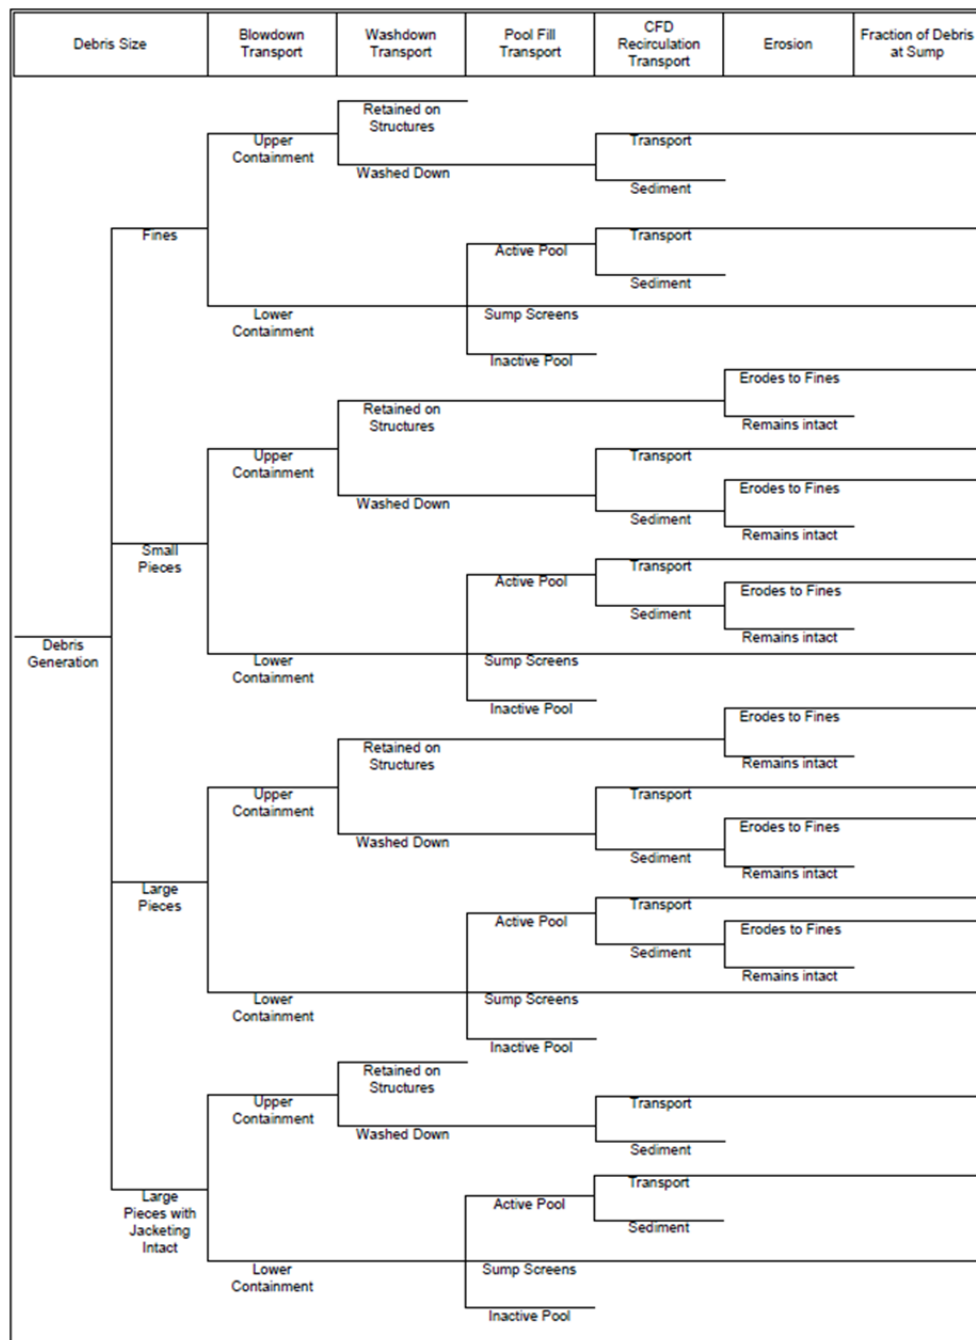 Debris Size
Blowdown
Transport
Washdown
Transport
Pool Fill
Transport
CFD
Recirculation
Transport
Erosion
Fraction of Debris
at Sump
Retained on
Structures
Upper
Containment
Transport
Washed Down
Sediment
Fines
Transport
Active Pool
Sediment
Lower
Containment
Sump Screens
Inactive Pool
Erodes to Fines
Retained on
Structures
Remains intact
Upper
Containment
Transport
Erodes to Fines
Washed Down
Sediment
Remains intact
Small
Pieces
Transport
Active Pool
Erodes to Fines
Sediment
Remains intact
Debris
Generation
Lower
Containment
Sump Screens
Inactive Pool
Erodes to Fines
Retained on
Structures
Remains intact
Upper
Containment
Transport
Erodes to Fines
Washed Down
Sediment
Remains intact
Large
Pieces
Transport
Active Pool
Erodes to Fines
Sediment
Remains intact
Lower
Containment
Sump Screens
Inactive Pool
Retained on
Structures
Upper
Containment
Transport
Washed Down
Sediment
Large
Pieces with
Jacketing
Intact
Transport
Active Pool
Sediment
Lower
Containment
Sump Screens
Inactive Pool